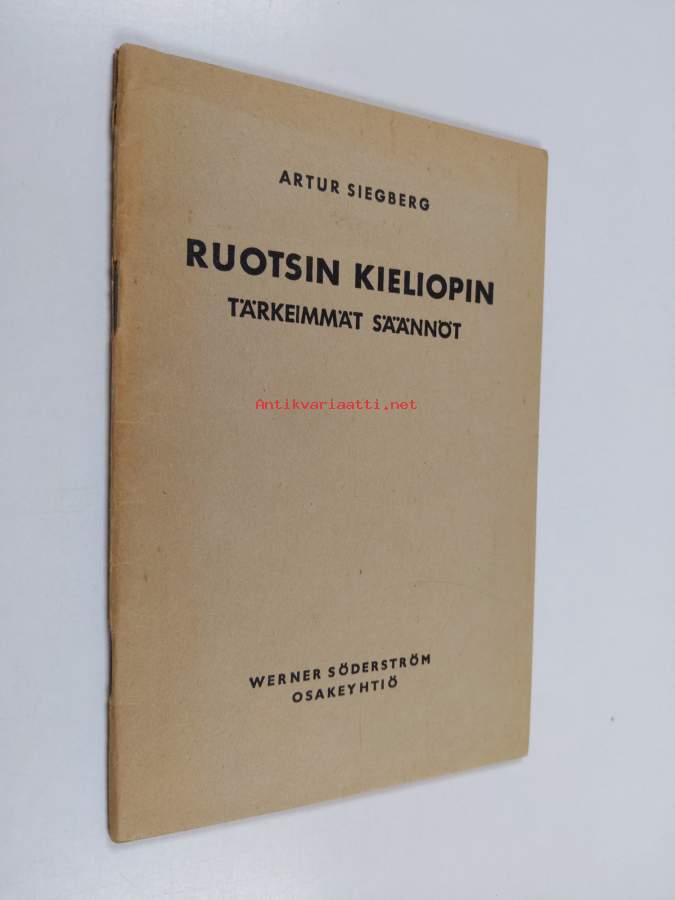 ARTUR SIEGBERG
RUOTSIN KIELIOPIN
TÄRKEIMMÄT SÄÄNNÖT
Antikvariaatti.net
WERNER SÖDERSTRÖM
OSAKEYHTIÖ